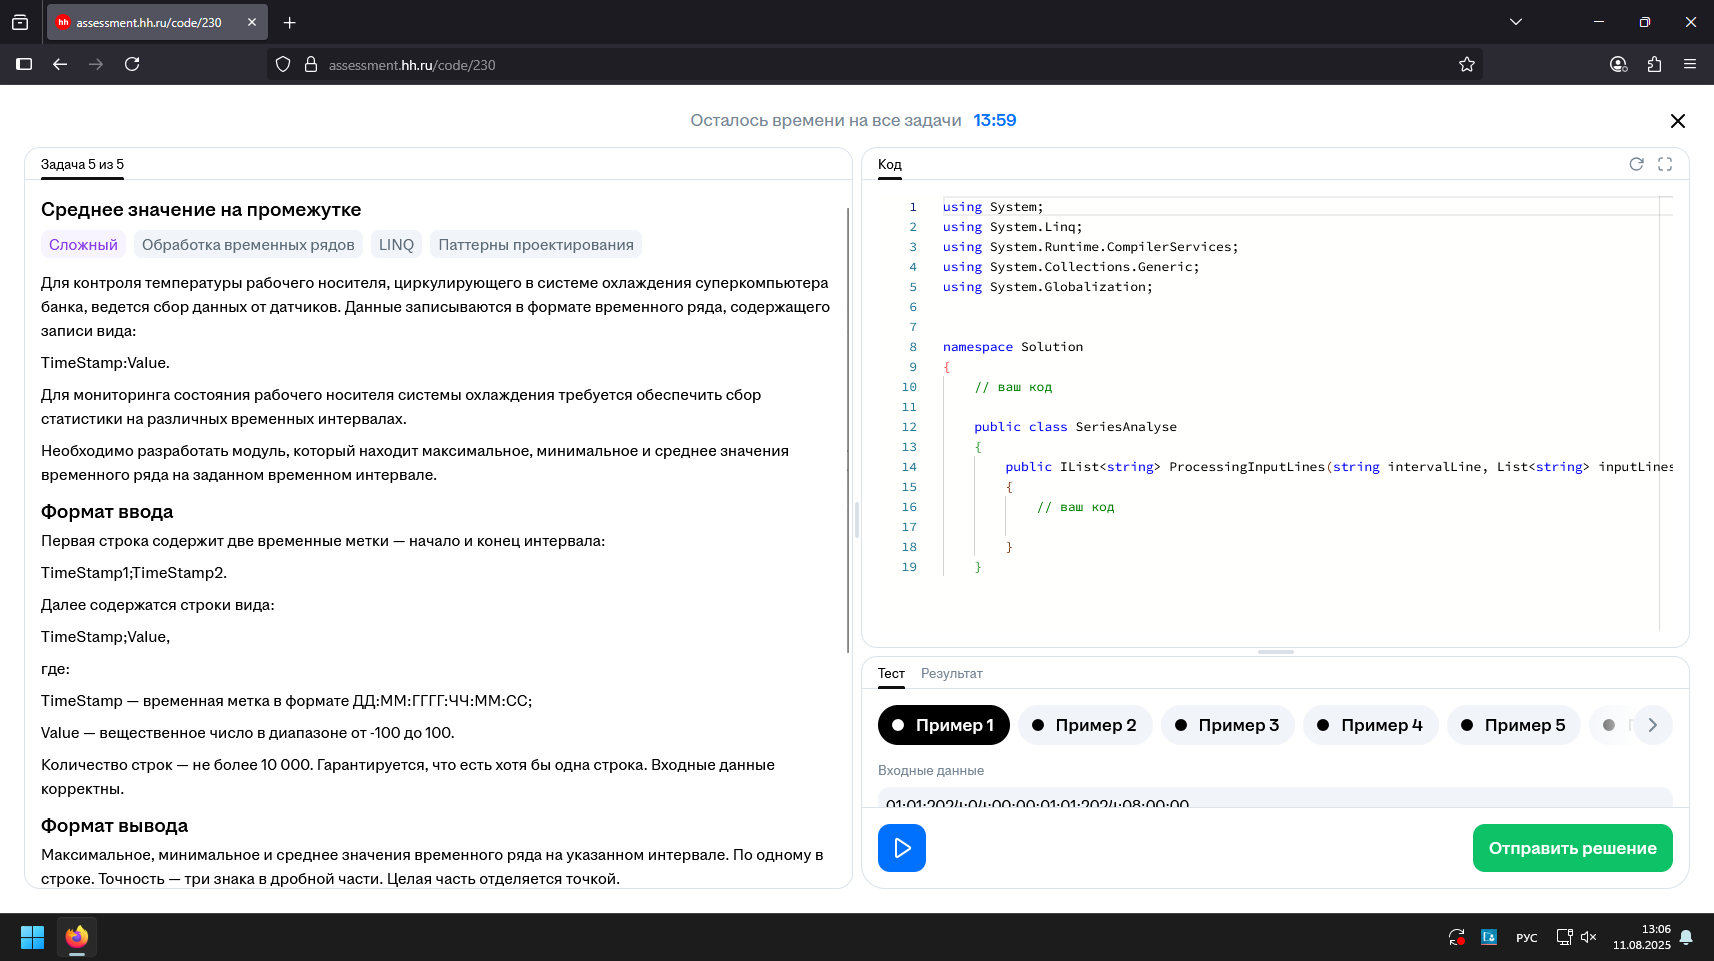 assessment.hh.ru/code/230
assessment.hh.ru/code/230
Осталось времени на все задачи 13:59
Задача 5 из 5
Среднее значение на промежутке
Сложный
Обработка временных рядов
LINQ
Паттерны проектирования
Для контроля температуры рабочего носителя, циркулирующего в системе охлаждения суперкомпьютера
банка, ведется сбор данных от датчиков. Данные записываются в формате временного ряда, содержащего
записи вида:
TimeStamp:Value.
Для мониторинга состояния рабочего носителя системы охлаждения требуется обеспечить сбор
статистики на различных временных интервалах.
Необходимо разработать модуль, который находит максимальное, минимальное и среднее значения
временного ряда на заданном временном интервале.
Формат ввода
Первая строка содержит две временные метки — начало и конец интервала:
TimeStamp1;TimeStamp2.
Далее содержатся строки вида:
TimeStamp;Value,
где:
TimeStamp — временная метка в формате ДД:ММ:ГГГГ:ЧЧ:ММ:СС;
Value — вещественное число в диапазоне от -100 до 100.
Количество строк — не более 10 000. Гарантируется, что есть хотя бы одна строка. Входные данные
корректны.
Формат вывода
Максимальное, минимальное и среднее значения временного ряда на указанном интервале. По одному в
строке. Точность — три знака в дробной части. Целая часть отделяется точкой.
Код
1 using System;
2 using System.Linq;
3 using System.Runtime.CompilerServices;
4 using System.Collections.Generic;
5 using System.Globalization;
6
7
8 namespace Solution
9 {
10 // ваш код
11
12 public class SeriesAnalyse
13 {
14 public IList<string> ProcessingInputLines(string intervalLine, List<string> inputLines
15 {
16 // ваш код
17
18 }
19 }
Тест
Результат
Пример 1
Пример 2
Пример 3
Пример 4
Пример 5
Входные данные
01:01:2024:04:00:00;01:01:2024:08:00:00
Отправить решение
РУС
13:06
11.08.2025